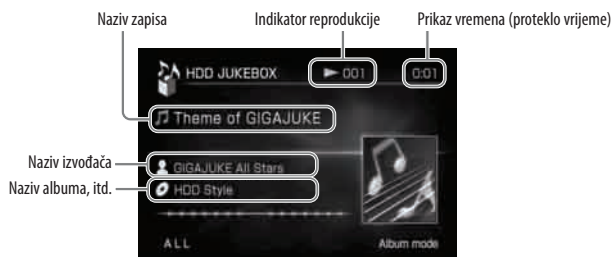 Naziv zapisa Indikator reprodukcije Prikaz vremena (proteklo vrijeme)
HDD JUKEBOX ► 001 0:01
Theme of GIGAJUKE
Naziv izvođača GIGAJUKE All Stars
Naziv albuma, itd. HDD Style
ALL Album mode